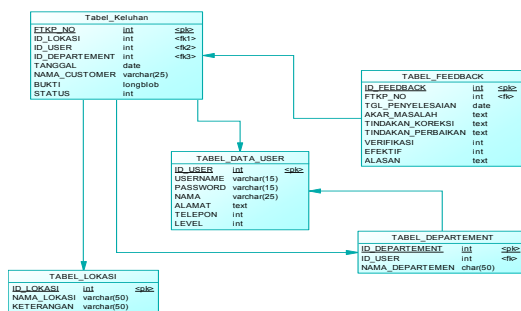 Tabel_Keluhan
FTKP_NO int <pk>
ID_LOKASI int <fk1>
ID_USER int <fk2>
ID_DEPARTEMENT int <fk3>
TANGGAL date
NAMA_CUSTOMER varchar(25)
BUKTI longblob
STATUS int
TABEL_FEEDBACK
ID_FEEDBACK int <pk>
FTKP_NO int <fk>
TGL_PENYELESAIAN date
AKAR_MASALAH text
TINDAKAN_KOREKSI text
TINDAKAN_PERBAIKAN text
VERIFIKASI int
EFEKTIF int
ALASAN text
TABEL_DATA_USER
ID_USER int <pk>
USERNAME varchar(15)
PASSWORD varchar(15)
NAMA varchar(25)
ALAMAT text
TELEPON int
LEVEL int
TABEL_DEPARTEMENT
ID_DEPARTEMENT int <pk>
ID_USER int <fk>
NAMA_DEPARTEMEN char(50)
TABEL_LOKASI
ID_LOKASI int <pk>
NAMA_LOKASI varchar(50)
KETERANGAN varchar(50)